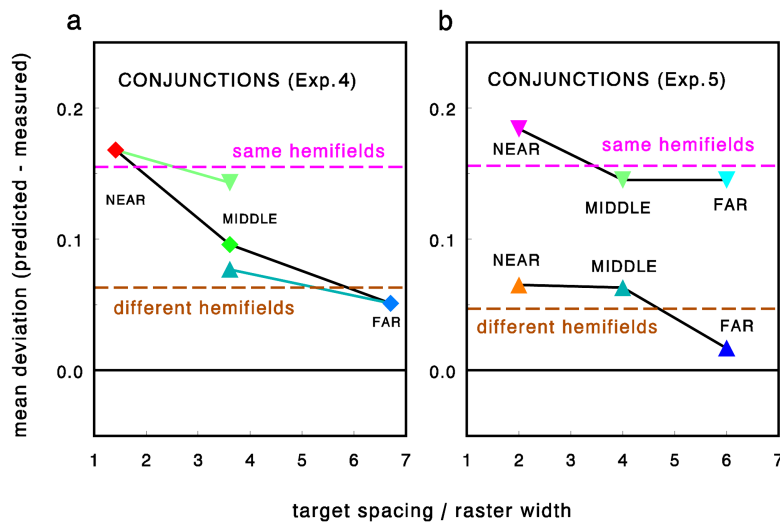 a
b
CONJUNCTIONS (Exp.4)
CONJUNCTIONS (Exp.5)
mean deviation (predicted - measured)
0.2
0.1
0.0
same hemifields
NEAR
MIDDLE
different hemifields
FAR
1 2 3 4 5 6 7
0.2
0.1
0.0
NEAR
same hemifields
MIDDLE
FAR
NEAR
MIDDLE
different hemifields
FAR
1 2 3 4 5 6 7
target spacing / raster width